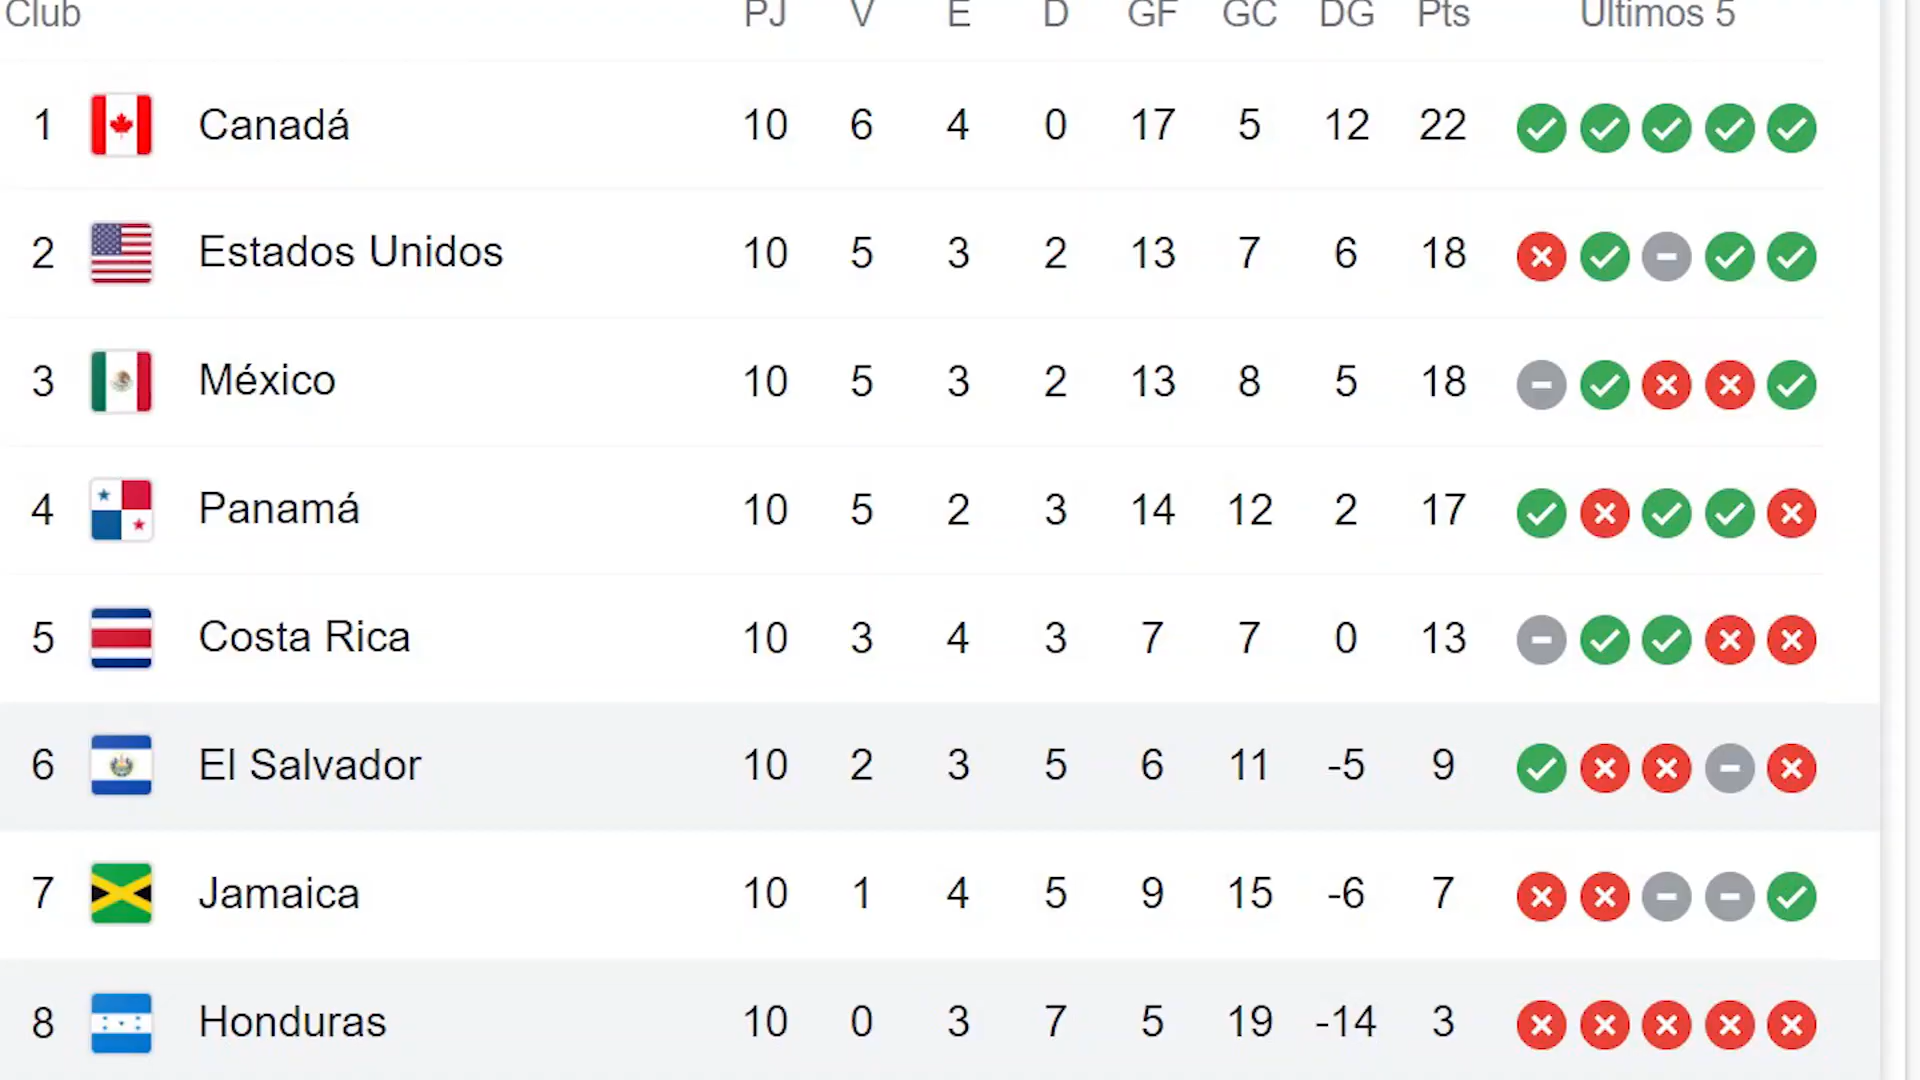 Club PJ V E D GF GC DG Pts Últimos 5
1 Canadá 10 6 4 0 17 5 12 22
2 Estados Unidos 10 5 3 2 13 7 6 18
3 México 10 5 3 2 13 8 5 18
4 Panamá 10 5 2 3 14 12 2 17
5 Costa Rica 10 3 4 3 7 7 0 13
6 El Salvador 10 2 3 5 6 11 -5 9
7 Jamaica 10 1 4 5 9 15 -6 7
8 Honduras 10 0 3 7 5 19 -14 3